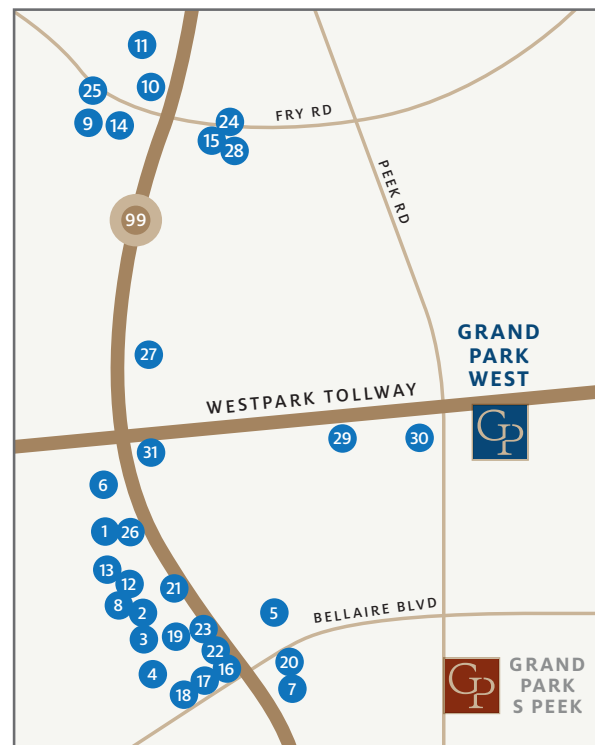 11
10
25
9
14
24
15
28
FRY RD
PEEK RD
99
27
GRAND
PARK
WEST
WESTPARK TOLLWAY
GP
29
30
31
6
1
26
13
12
21
8
2
5
BELLAIRE BLVD
3
19
23
22
20
4
16
17
7
18
GP
GRAND
PARK
S PEEK